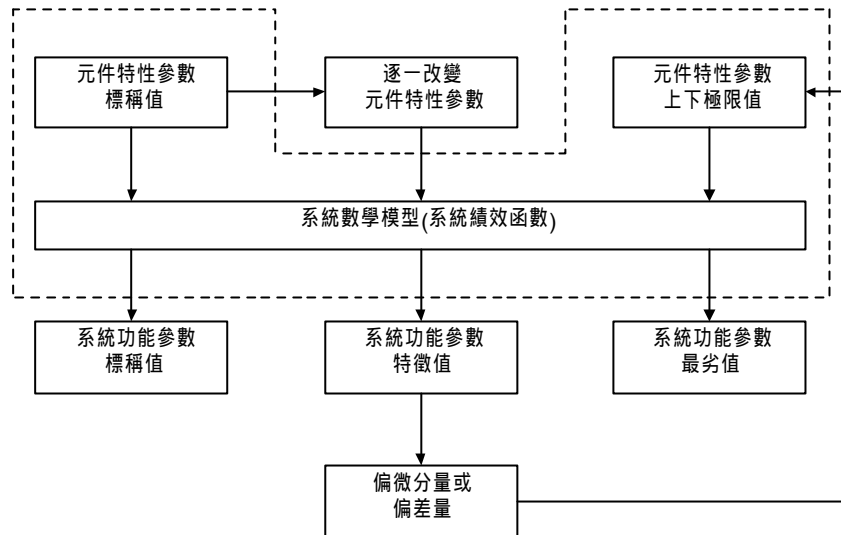 元件特性參數
標稱值
逐一改變
元件特性參數
元件特性參數
上下極限值
系統數學模型(系統績效函數)
系統功能參數
標稱值
系統功能參數
特徵值
系統功能參數
最劣值
偏微分量或
偏差量